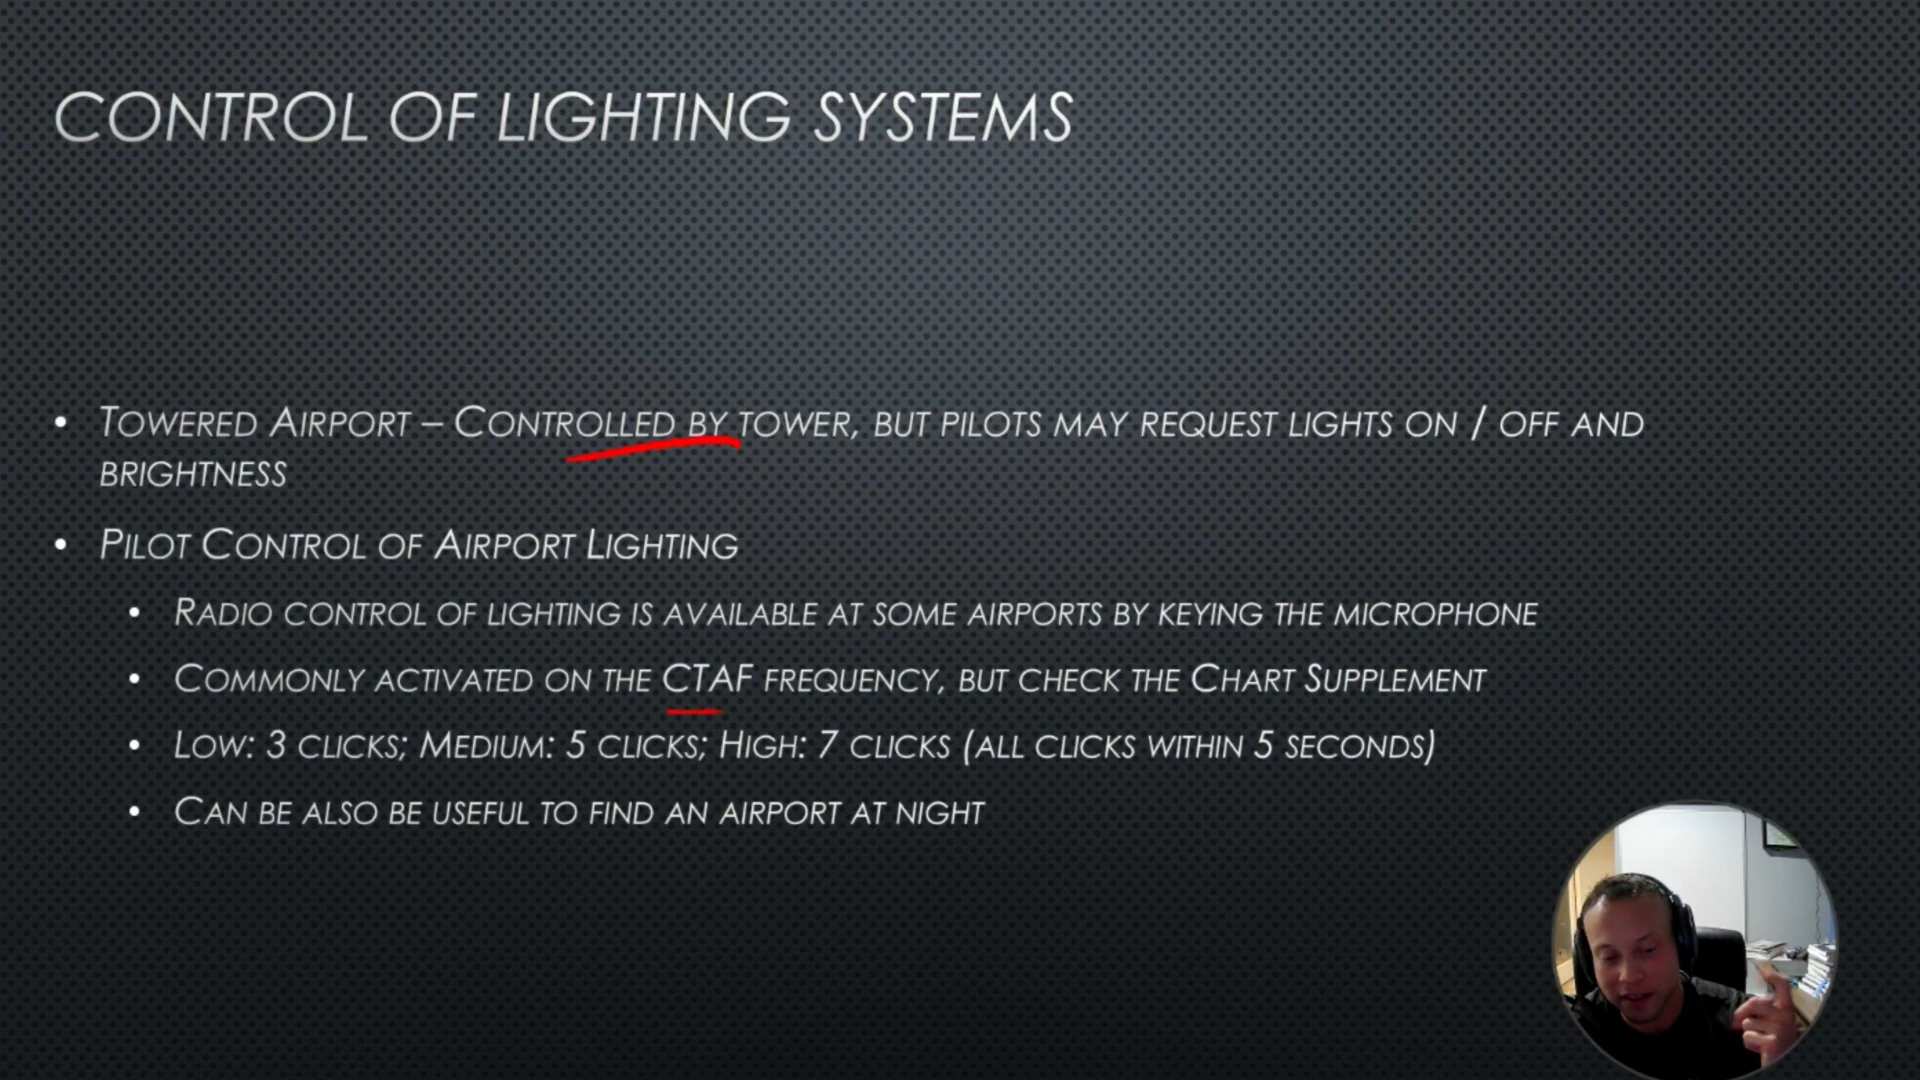 CONTROL OF LIGHTING SYSTEMS
• TOWERED AIRPORT – CONTROLLED BY TOWER, BUT PILOTS MAY REQUEST LIGHTS ON / OFF AND
BRIGHTNESS
• PILOT CONTROL OF AIRPORT LIGHTING
• RADIO CONTROL OF LIGHTING IS AVAILABLE AT SOME AIRPORTS BY KEYING THE MICROPHONE
• COMMONLY ACTIVATED ON THE CTAF FREQUENCY, BUT CHECK THE CHART SUPPLEMENT
• LOW: 3 CLICKS; MEDIUM: 5 CLICKS; HIGH: 7 CLICKS (ALL CLICKS WITHIN 5 SECONDS)
• CAN BE ALSO BE USEFUL TO FIND AN AIRPORT AT NIGHT